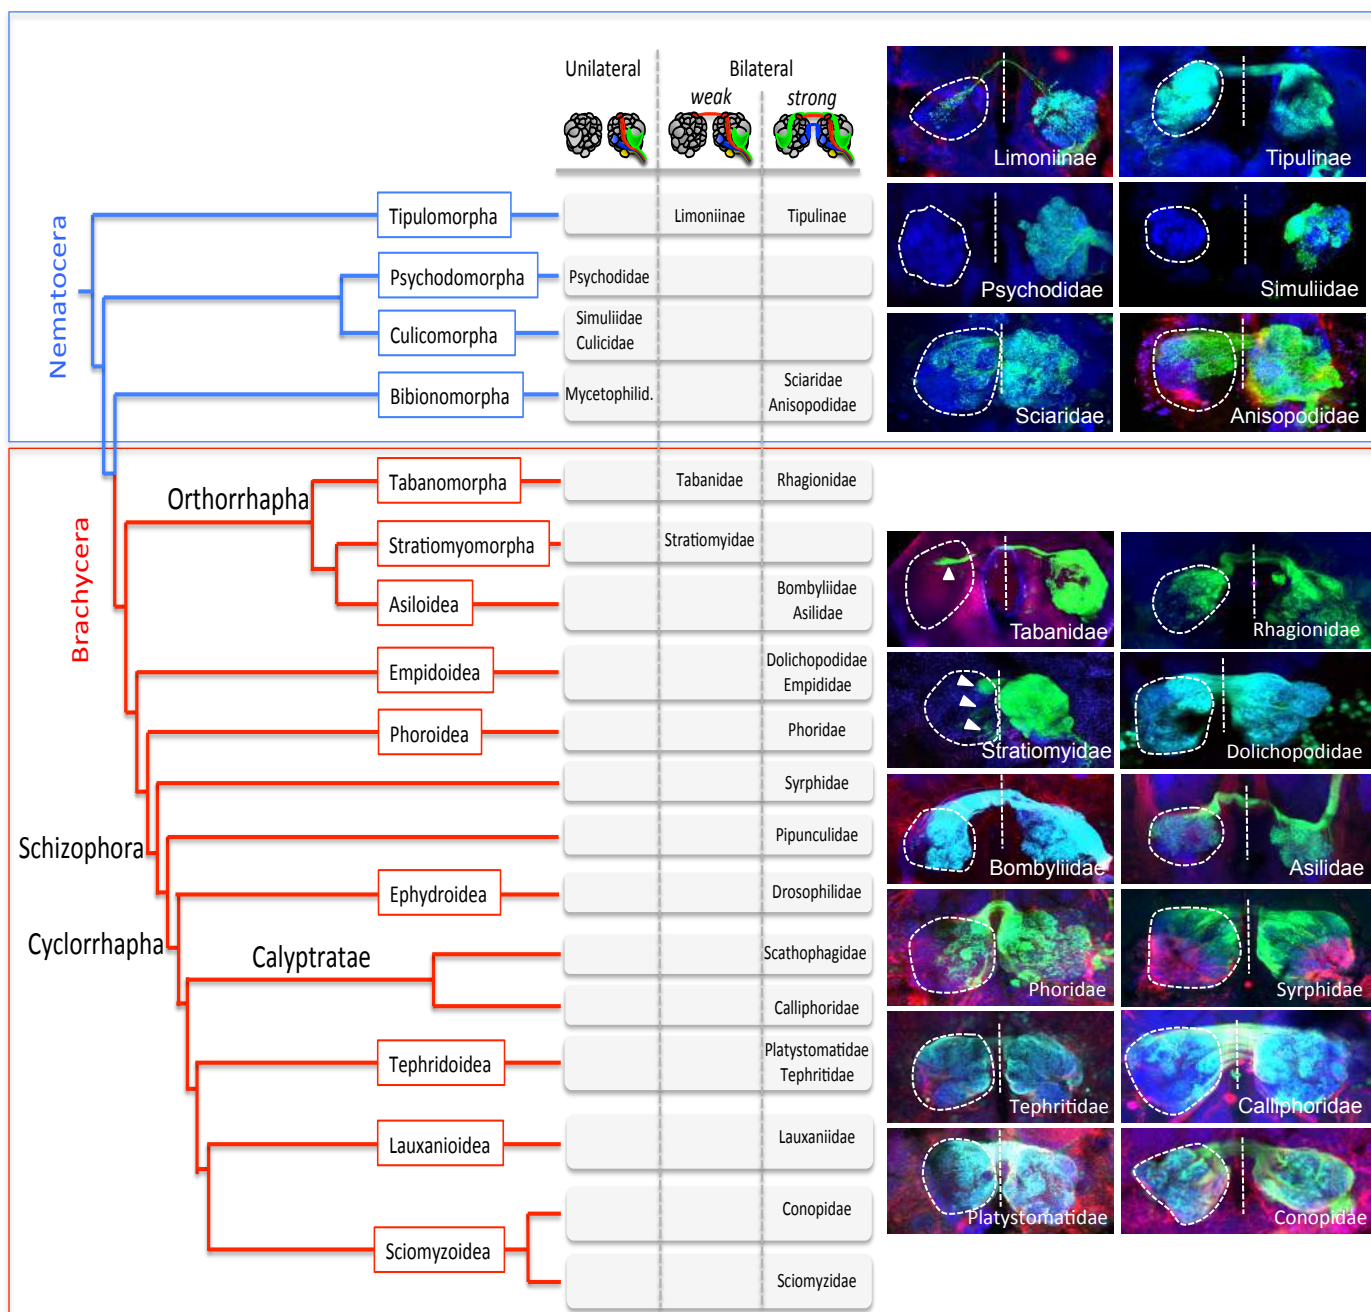 Unilateral
Bilateral
weak
strong
Nematocera
Tipulomorpha
Limoniinae
Tipulinae
Psychodomorpha
Psychodidae
Culicomorpha
Simuliidae
Culicidae
Bibionomorpha
Mycetophilid.
Sciaridae
Anisopodidae
Brachycera
Orthorrhapha
Tabanomorpha
Tabanidae
Rhagionidae
Stratiomyomorpha
Stratiomyidae
Asiloidea
Bombyliidae
Asilidae
Empidoidea
Dolichopodidae
Empididae
Phoroidea
Phoridae
Syrphidae
Schizophora
Pipunculidae
Ephydroidea
Drosophilidae
Cyclorrhapha
Calyptratae
Scathophagidae
Calliphoridae
Tephridoidea
Platystomatidae
Tephritidae
Lauxanioidea
Lauxaniidae
Sciomyzoidea
Conopidae
Sciomyzidae
Limoniinae
Tipulinae
Psychodidae
Simuliidae
Sciaridae
Anisopodidae
Tabanidae
Rhagionidae
Stratiomyidae
Dolichopodidae
Bombyliidae
Asilidae
Phoridae
Syrphidae
Tephritidae
Calliphoridae
Platystomatidae
Conopidae